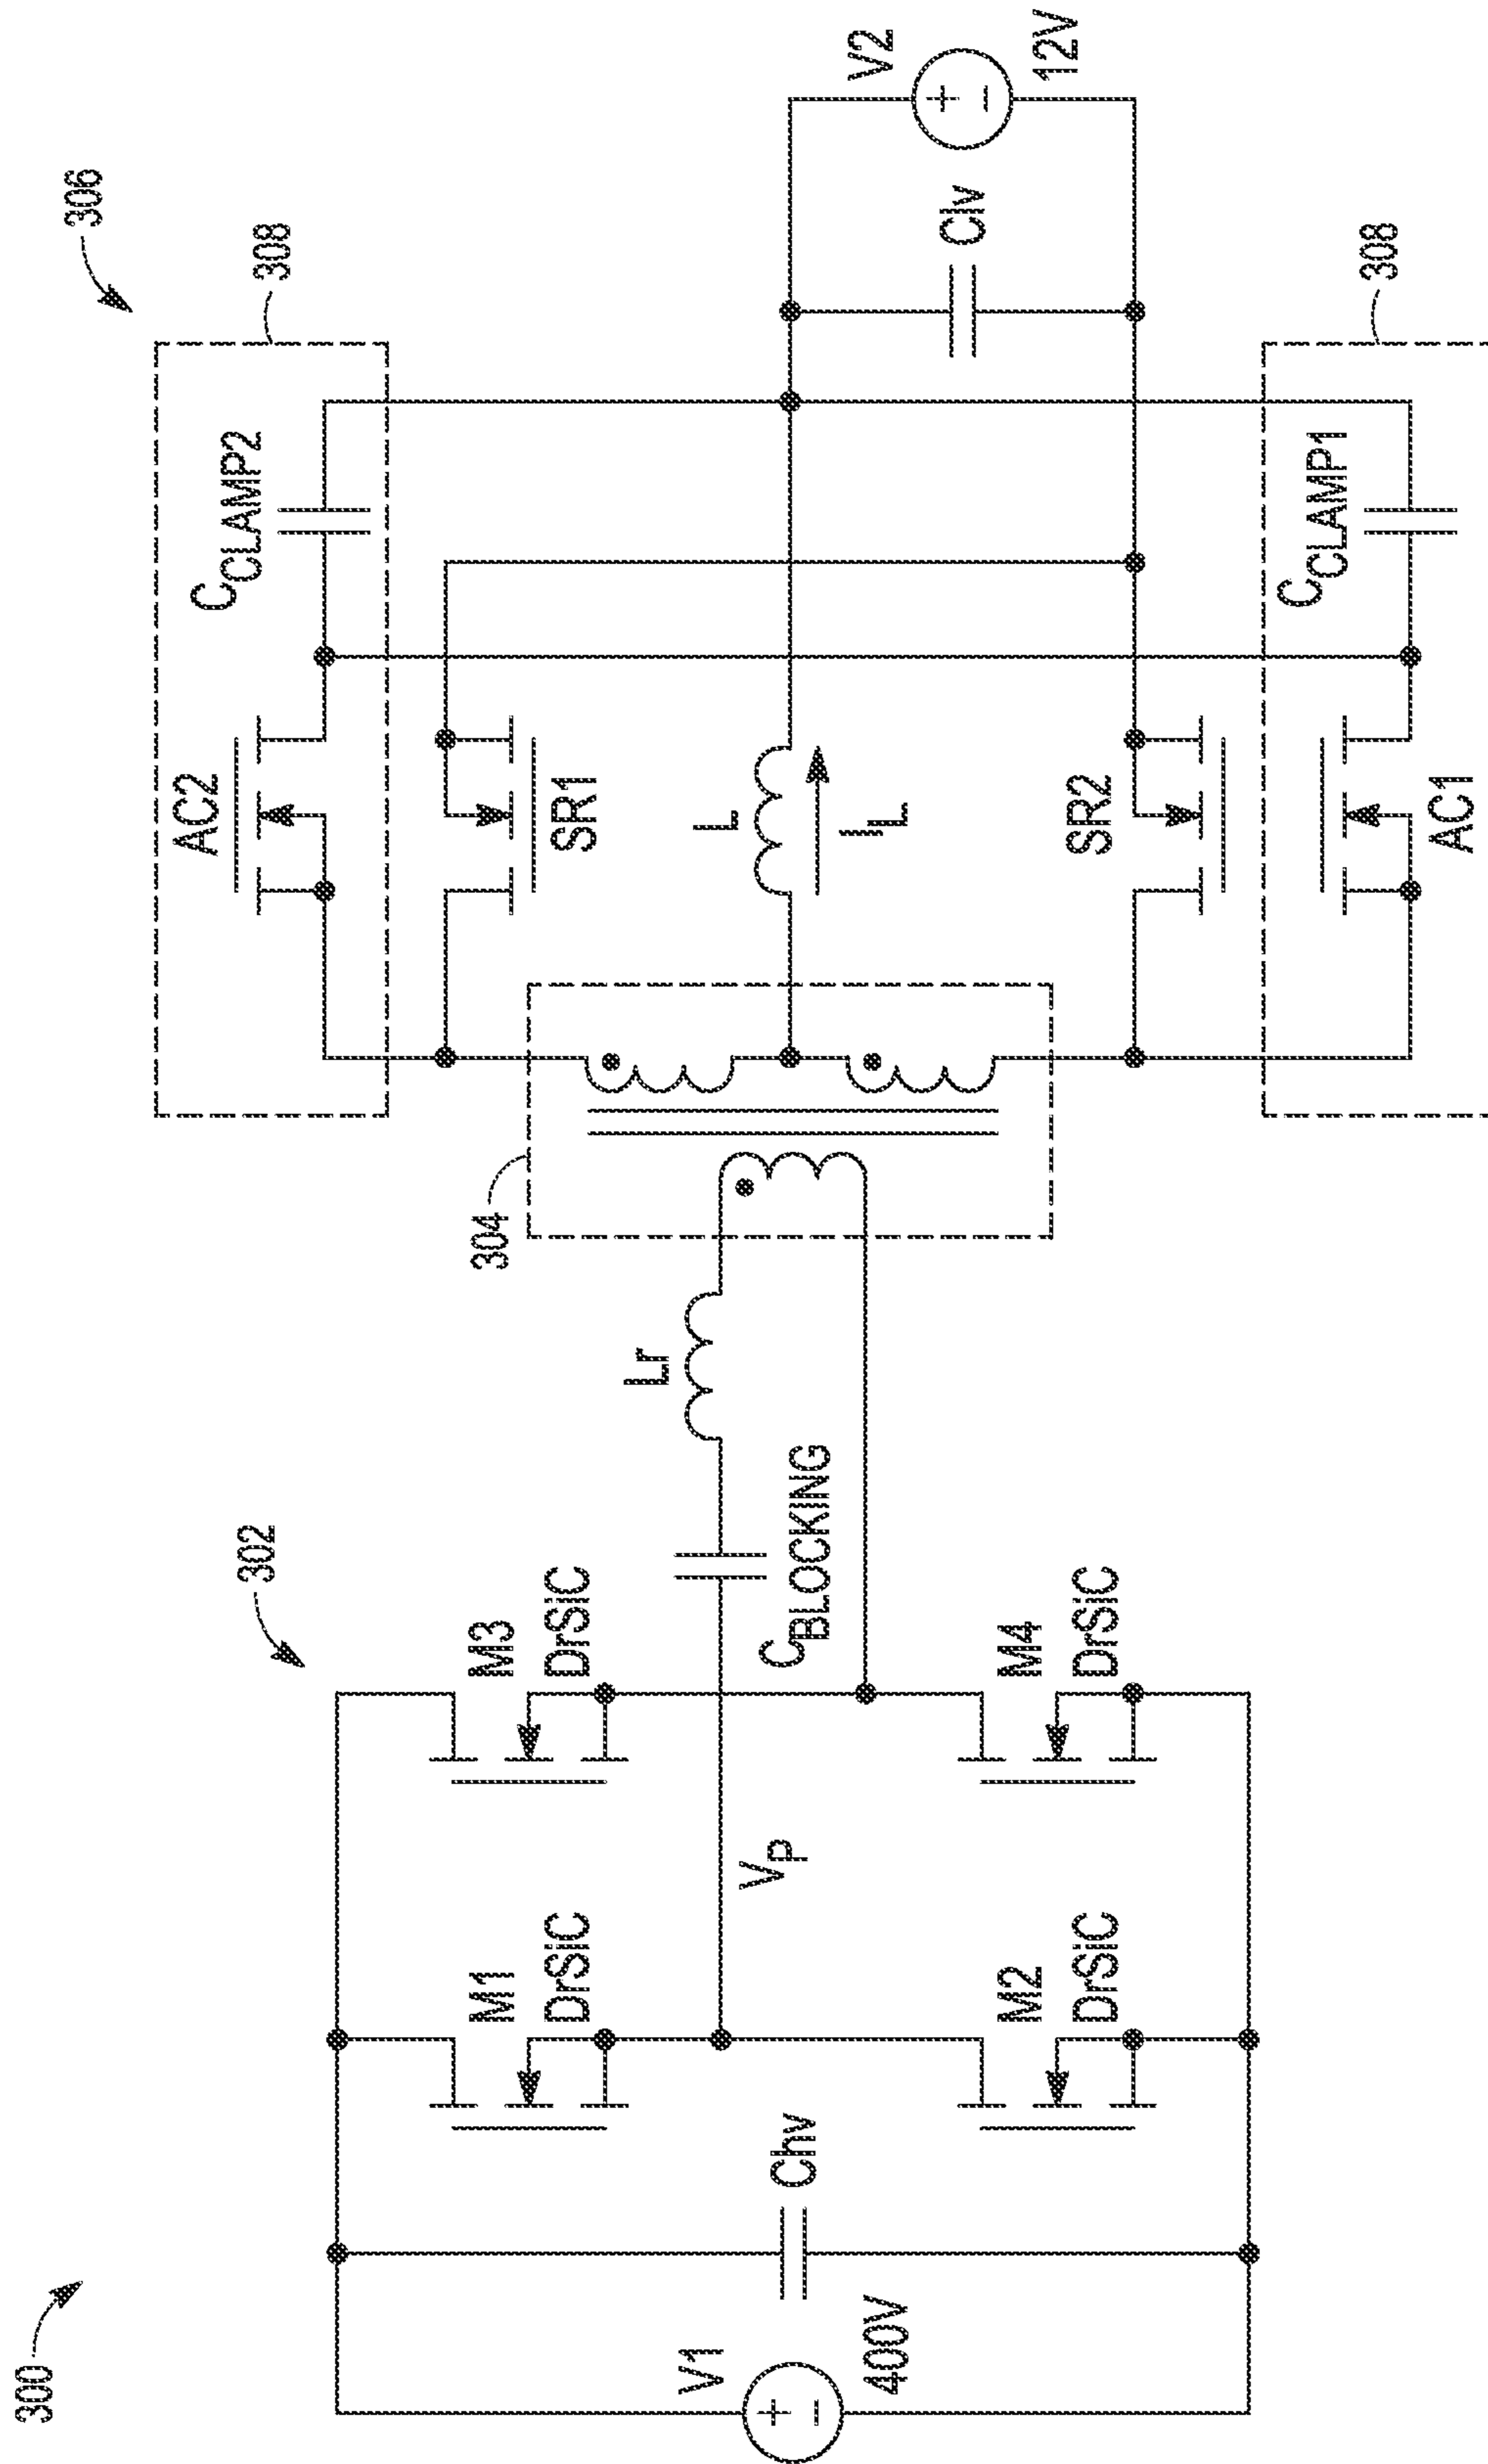 300
V1
+
−
400V
Chv
M1
DrSiC
M2
DrSiC
VP
302
M3
DrSiC
M4
DrSiC
CBLOCKING
Lr
304
306
308
AC2
CCLAMP2
SR1
L
iL
SR2
CCLAMP1
AC1
308
Clv
V2
+
−
12V